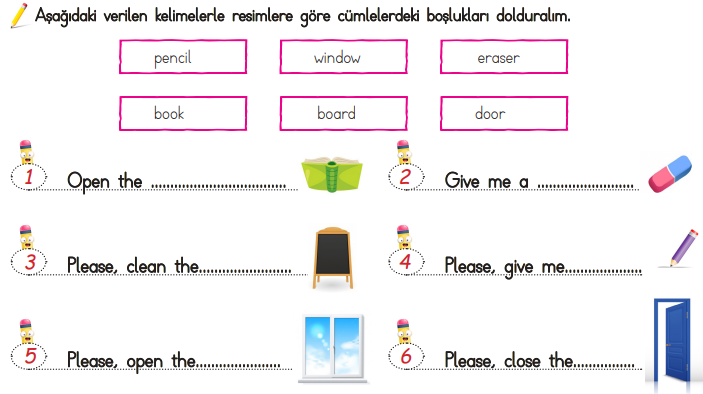 Aşağıdaki verilen kelimelerle resimlere göre cümlelerdeki boşlukları dolduralım.
pencil window eraser
book board door
1 Open the ................................... 2 Give me a .........................
3 Please, clean the........................ 4 Please, give me....................
5 Please, open the...................... 6 Please, close the................